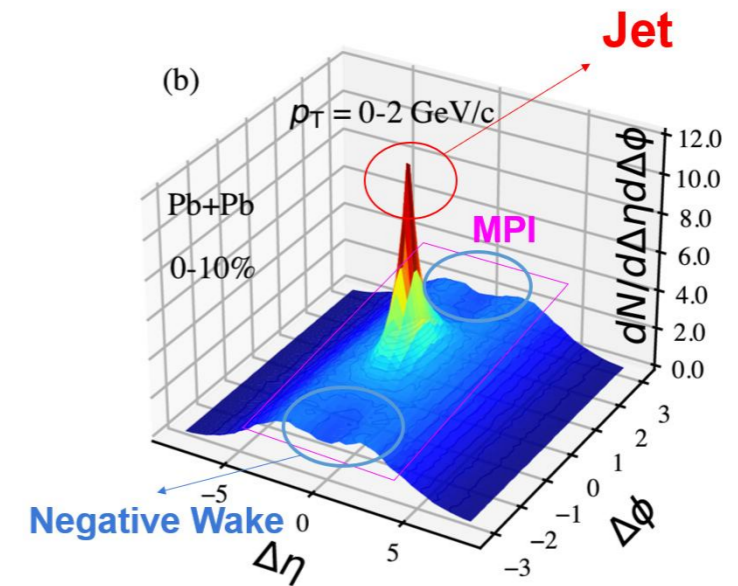 Jet
(b)
p_T = 0-2 GeV/c
Pb+Pb
0-10%
MPI
Negative Wake
12.0
10.0
8.0
6.0
4.0
2.0
0.0
dN/dΔηdΔϕ
−5
0
5
Δη
3
2
1
0
−1
−2
−3
Δϕ